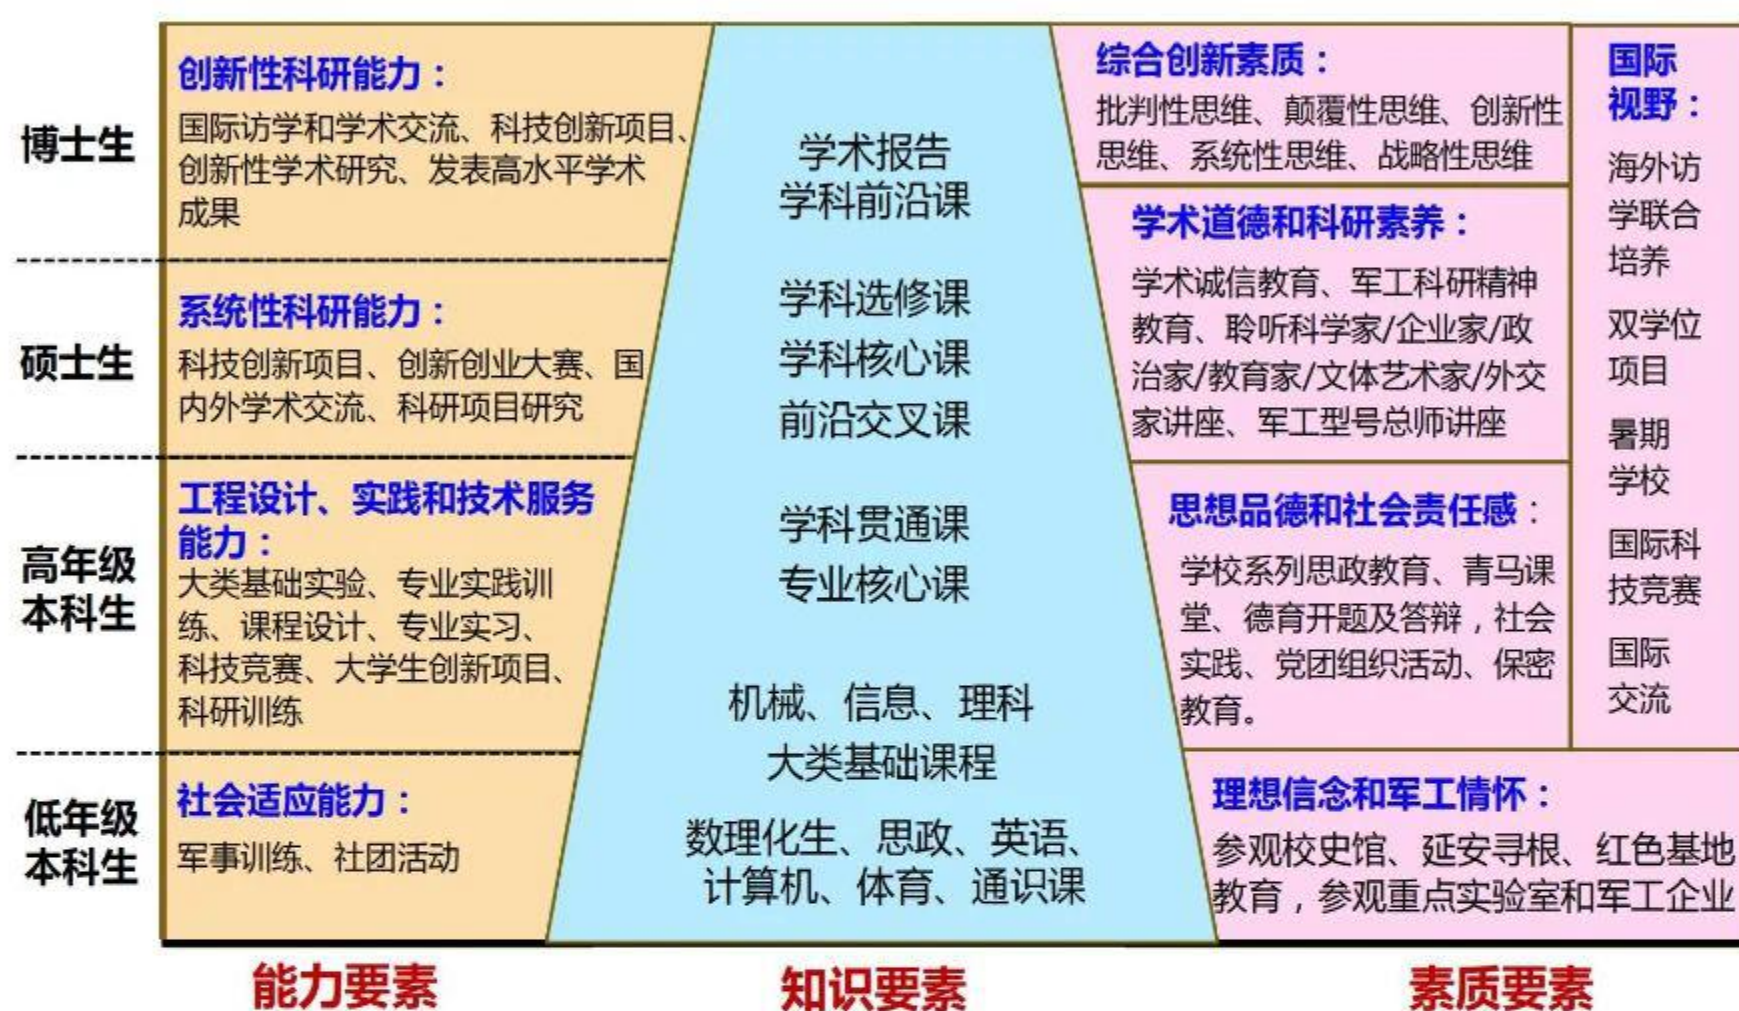 博士生
创新性科研能力：
国际访学和学术交流、科技创新项目、
创新性学术研究、发表高水平学术
成果
硕士生
系统性科研能力：
科技创新项目、创新创业大赛、国
内外学术交流、科研项目研究
高年级
本科生
工程设计、实践和技术服务
能力：
大类基础实验、专业实践训
练、课程设计、专业实习、
科技竞赛、大学生创新项目、
科研训练
低年级
本科生
社会适应能力：
军事训练、社团活动
能力要素
学术报告
学科前沿课
学科选修课
学科核心课
前沿交叉课
学科贯通课
专业核心课
机械、信息、理科
大类基础课程
数理化生、思政、英语、
计算机、体育、通识课
知识要素
综合创新素质：
批判性思维、颠覆性思维、创新性
思维、系统性思维、战略性思维
学术道德和科研素养：
学术诚信教育、军工科研精神
教育、聆听科学家/企业家/政
治家/教育家/文体艺术家/外交
家讲座、军工型号总师讲座
思想品德和社会责任感：
学校系列思政教育、青马课
堂、德育开题及答辩，社会
实践、党团组织活动、保密
教育。
国际
视野：
海外访
学联合
培养
双学位
项目
暑期
学校
国际科
技竞赛
国际
交流
理想信念和军工情怀：
参观校史馆、延安寻根、红色基地
教育，参观重点实验室和军工企业
素质要素